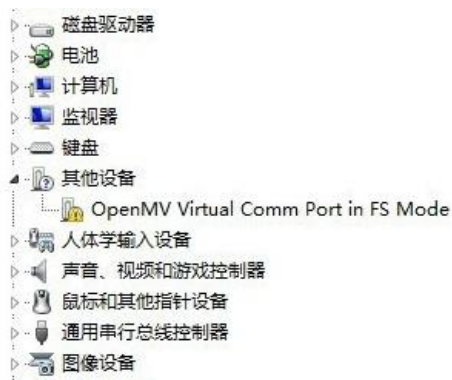 磁盘驱动器
电池
计算机
监视器
键盘
其他设备
OpenMV Virtual Comm Port in FS Mode
人体学输入设备
声音、视频和游戏控制器
鼠标和其他指针设备
通用串行总线控制器
图像设备